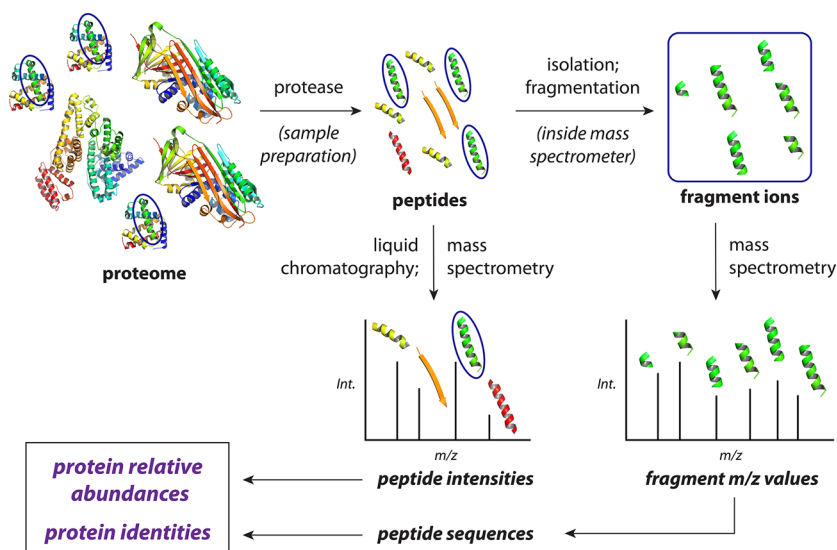 protease
(sample
preparation)
isolation;
fragmentation
(inside mass
spectrometer)
proteome
peptides
fragment ions
liquid
chromatography;
mass
spectrometry
mass
spectrometry
Int.
m/z
Int.
m/z
protein relative
abundances
peptide intensities
fragment m/z values
protein identities
peptide sequences